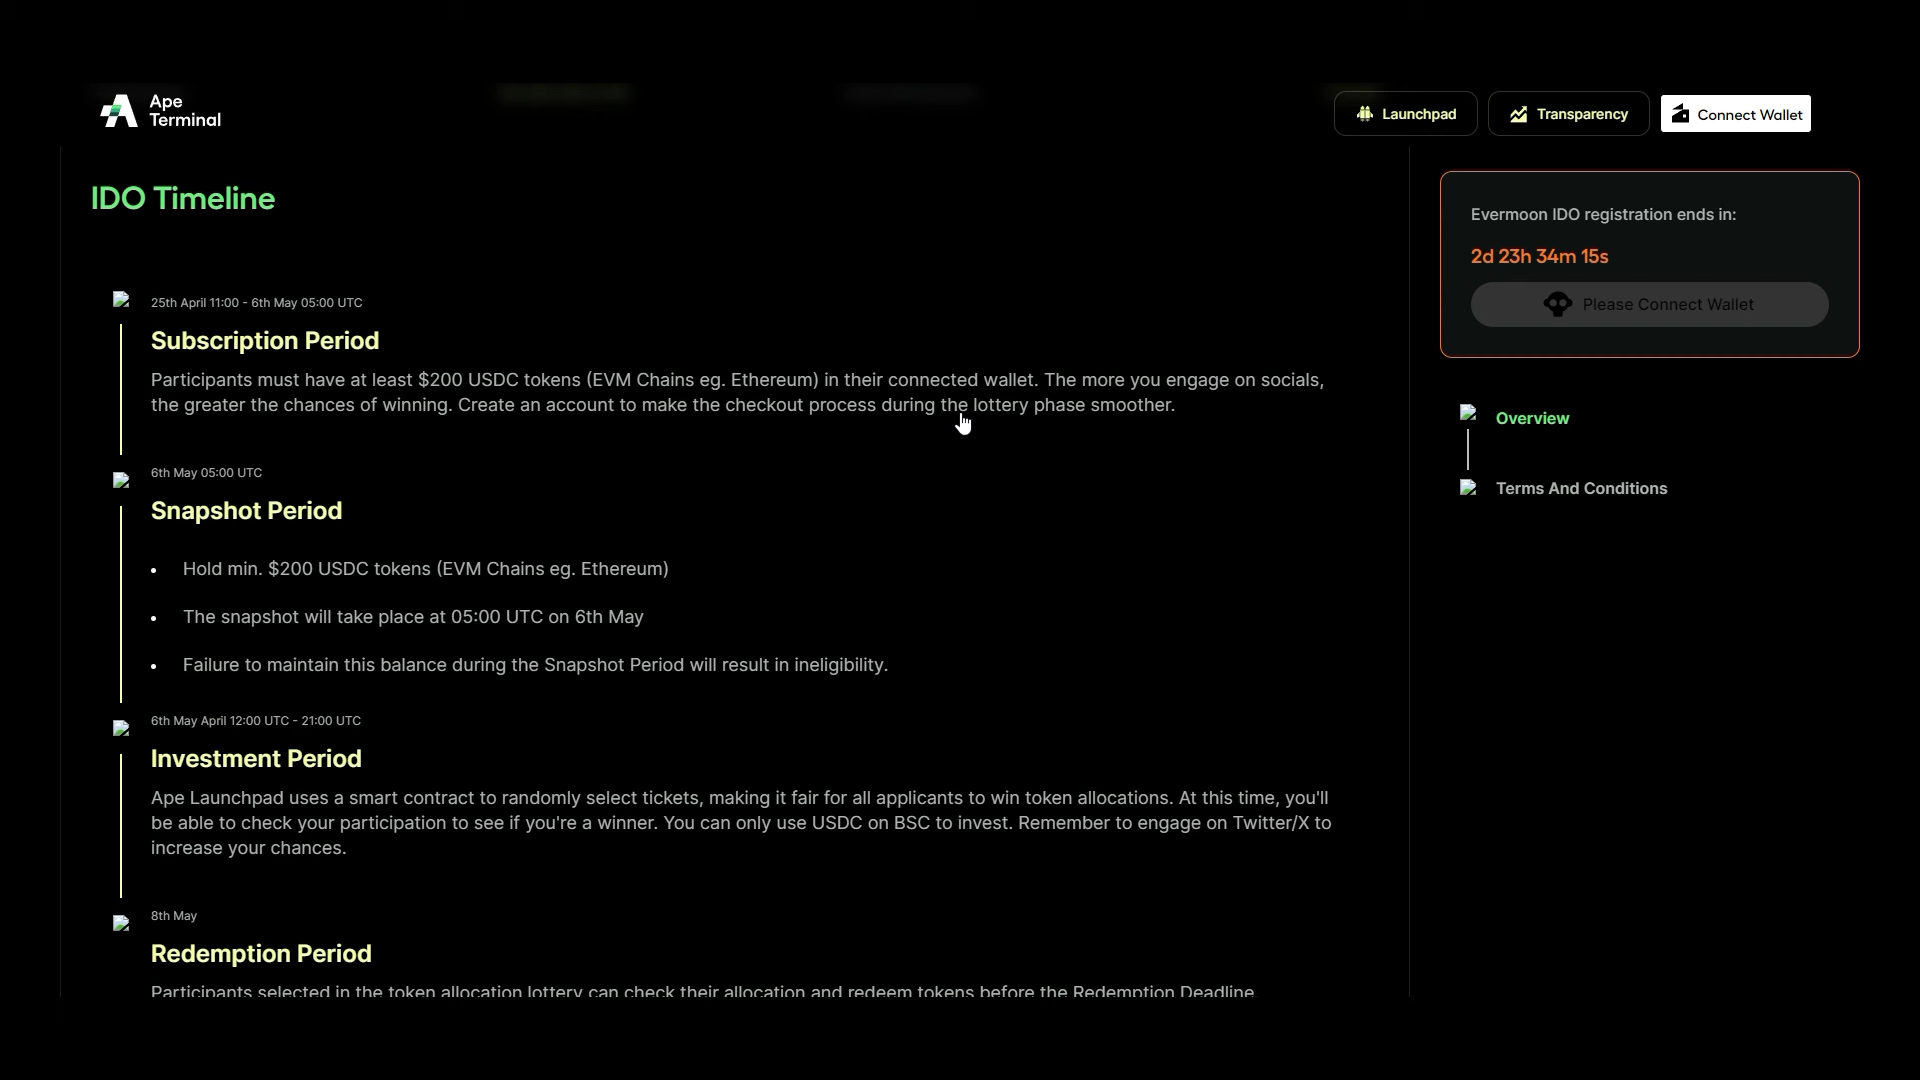 Ape
Terminal
Launchpad
Transparency
Connect Wallet
IDO Timeline
Evermoon IDO registration ends in:
2d 23h 34m 15s
Please Connect Wallet
Overview
Terms And Conditions
25th April 11:00 - 6th May 05:00 UTC
Subscription Period
Participants must have at least $200 USDC tokens (EVM Chains eg. Ethereum) in their connected wallet. The more you engage on socials,
the greater the chances of winning. Create an account to make the checkout process during the lottery phase smoother.
6th May 05:00 UTC
Snapshot Period
• Hold min. $200 USDC tokens (EVM Chains eg. Ethereum)
• The snapshot will take place at 05:00 UTC on 6th May
• Failure to maintain this balance during the Snapshot Period will result in ineligibility.
6th May April 12:00 UTC - 21:00 UTC
Investment Period
Ape Launchpad uses a smart contract to randomly select tickets, making it fair for all applicants to win token allocations. At this time, you'll
be able to check your participation to see if you're a winner. You can only use USDC on BSC to invest. Remember to engage on Twitter/X to
increase your chances.
8th May
Redemption Period
Participants selected in the token allocation lottery can check their allocation and redeem tokens before the Redemption Deadline.